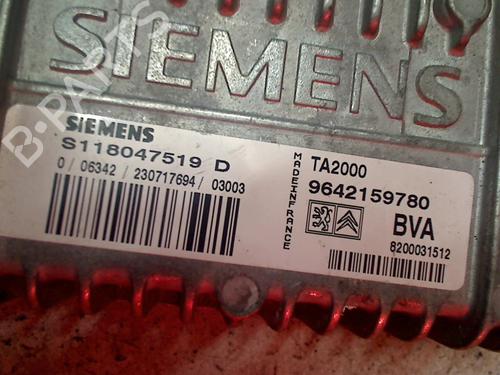 SIEMENS
B-PARTS
SIEMENS
S118047519 D
0 / 06342 / 230717694 / 03003
MADE IN FRANCE
TA2000
9642159780
BVA
8200031512